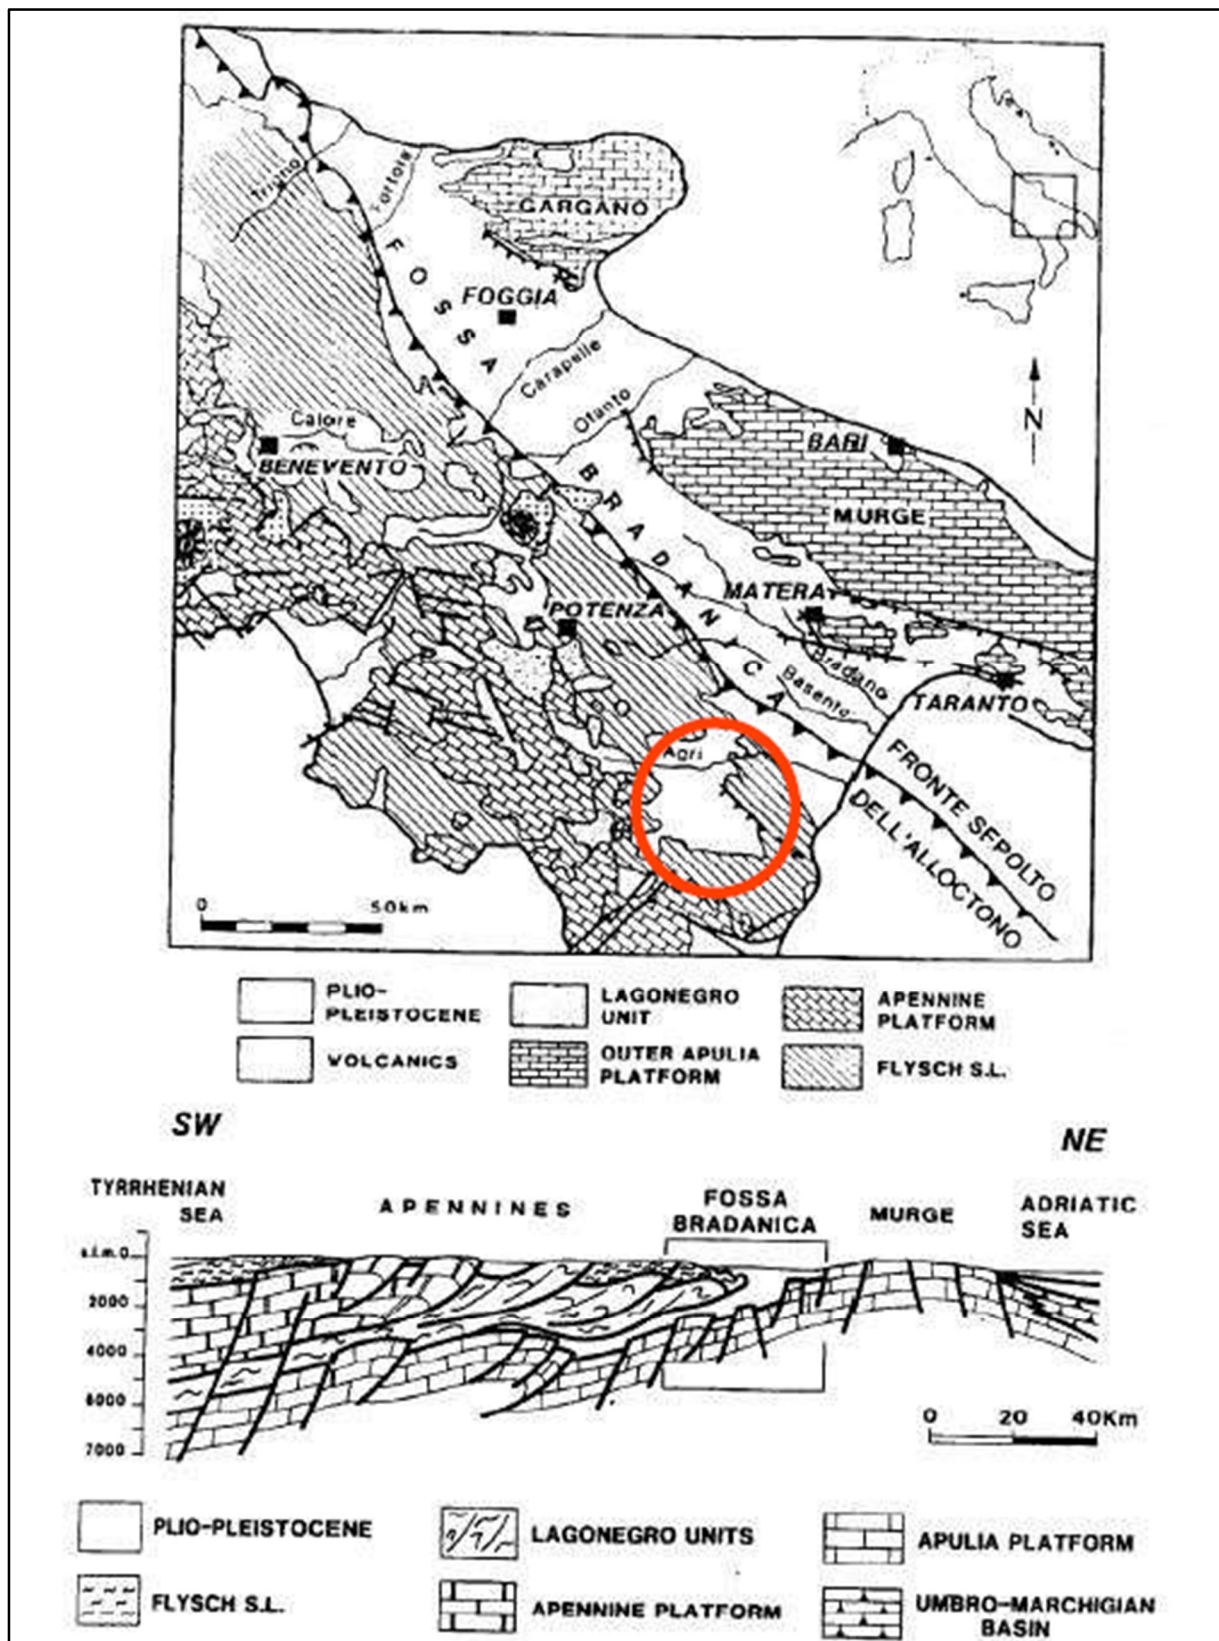 Trigno
Fortore
GARGANO
FOSSA
FOGGIA
Carapelle
Ofanto
N
Calore
BARI
BENEVENTO
BRADANICA
MURGE
MATERA
POTENZA
Bradano
Basento
TARANTO
Agri
FRONTE SEPOLTO
DELL'ALLOCTONO
0 50km
PLIO-
PLEISTOCENE
LAGONEGRO
UNIT
APENNINE
PLATFORM
VOLCANICS
OUTER APULIA
PLATFORM
FLYSCH S.L.
SW
NE
TYRRHENIAN
SEA
APENNINES
FOSSA
BRADANICA
MURGE
ADRIATIC
SEA
s.l.m.0
2000
4000
6000
7000
0 20 40Km
PLIO-PLEISTOCENE
LAGONEGRO UNITS
APULIA PLATFORM
FLYSCH S.L.
APENNINE PLATFORM
UMBRO-MARCHIGIAN
BASIN